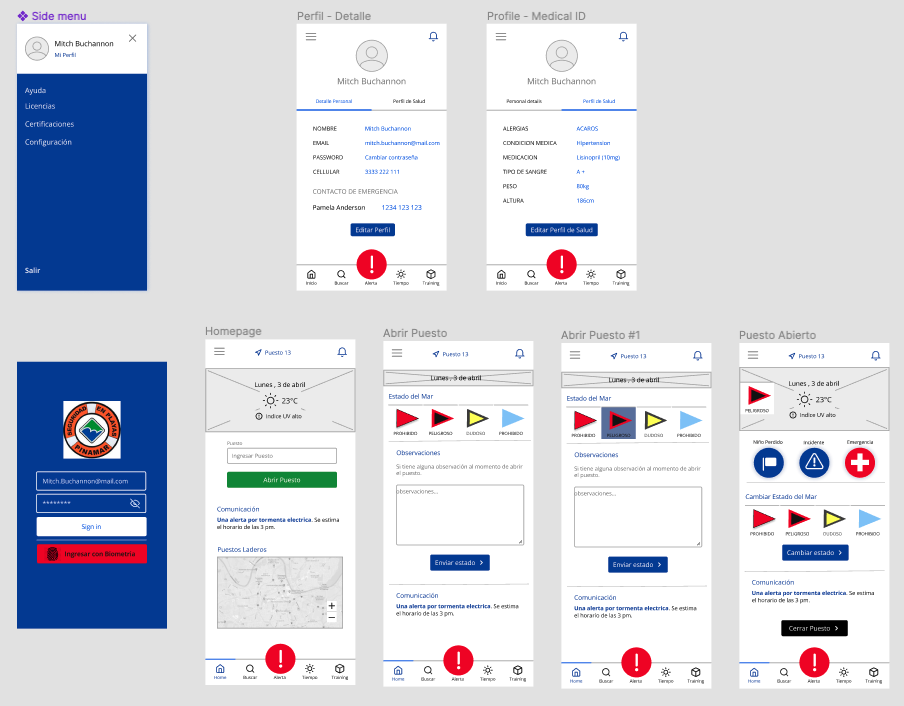 Side menu
Mitch Buchannon
Mi Perfil
Ayuda
Licencias
Certificaciones
Configuración
Salir
Perfil - Detalle
Mitch Buchannon
Detalle Personal
Perfil de Salud
NOMBRE Mitch Buchannon
EMAIL mitch.buchannon@mail.com
PASSWORD Cambiar contraseña
CELLULAR 3333 222 111
CONTACTO DE EMERGENCIA
Pamela Anderson 1234 123 123
Editar Perfil
Inicio Buscar Alerta Tiempo Training
Profile - Medical ID
Mitch Buchannon
Personal details
Perfil de Salud
ALERGIAS ACAROS
CONDICION MEDICA Hipertension
MEDICACION Lisinopril (10mg)
TIPO DE SANGRE A +
PESO 80kg
ALTURA 186cm
Editar Perfil de Salud
Inicio Buscar Alerta Tiempo Training
SEGURIDAD EN PLAYAS
PINAMAR
Mitch.Buchannon@mail.com
********
Sign in
Ingresar con Biometria
Homepage
Puesto 13
Lunes , 3 de abril
23°C
Indice UV alto
Puesto
Ingresar Puesto
Abrir Puesto
Comunicación
Una alerta por tormenta electrica. Se estima
el horario de las 3 pm.
Puestos Laderos
Home Buscar Alerta Tiempo Training
Abrir Puesto
Puesto 13
Lunes , 3 de abril
Estado del Mar
PROHIBIDO PELIGROSO DUDOSO PROHIBIDO
Observaciones
Si tiene alguna observación al momento de abrir
el puesto.
observaciones...
Enviar estado
Comunicación
Una alerta por tormenta electrica. Se estima
el horario de las 3 pm.
Home Buscar Alerta Tiempo Training
Abrir Puesto #1
Puesto 13
Lunes , 3 de abril
Estado del Mar
PROHIBIDO PELIGROSO DUDOSO PROHIBIDO
Observaciones
Si tiene alguna observación al momento de abrir
el puesto.
observaciones...
Enviar estado
Comunicación
Una alerta por tormenta electrica. Se estima
el horario de las 3 pm.
Home Buscar Alerta Tiempo Training
Puesto Abierto
Puesto 13
PELIGROSO
Lunes , 3 de abril
23°C
Indice UV alto
Niño Perdido Incidente Emergencia
Cambiar Estado del Mar
PROHIBIDO PELIGROSO DUDOSO PROHIBIDO
Cambiar estado
Comunicación
Una alerta por tormenta electrica. Se estima
el horario de las 3 pm.
Cerrar Puesto
Home Buscar Alerta Tiempo Training